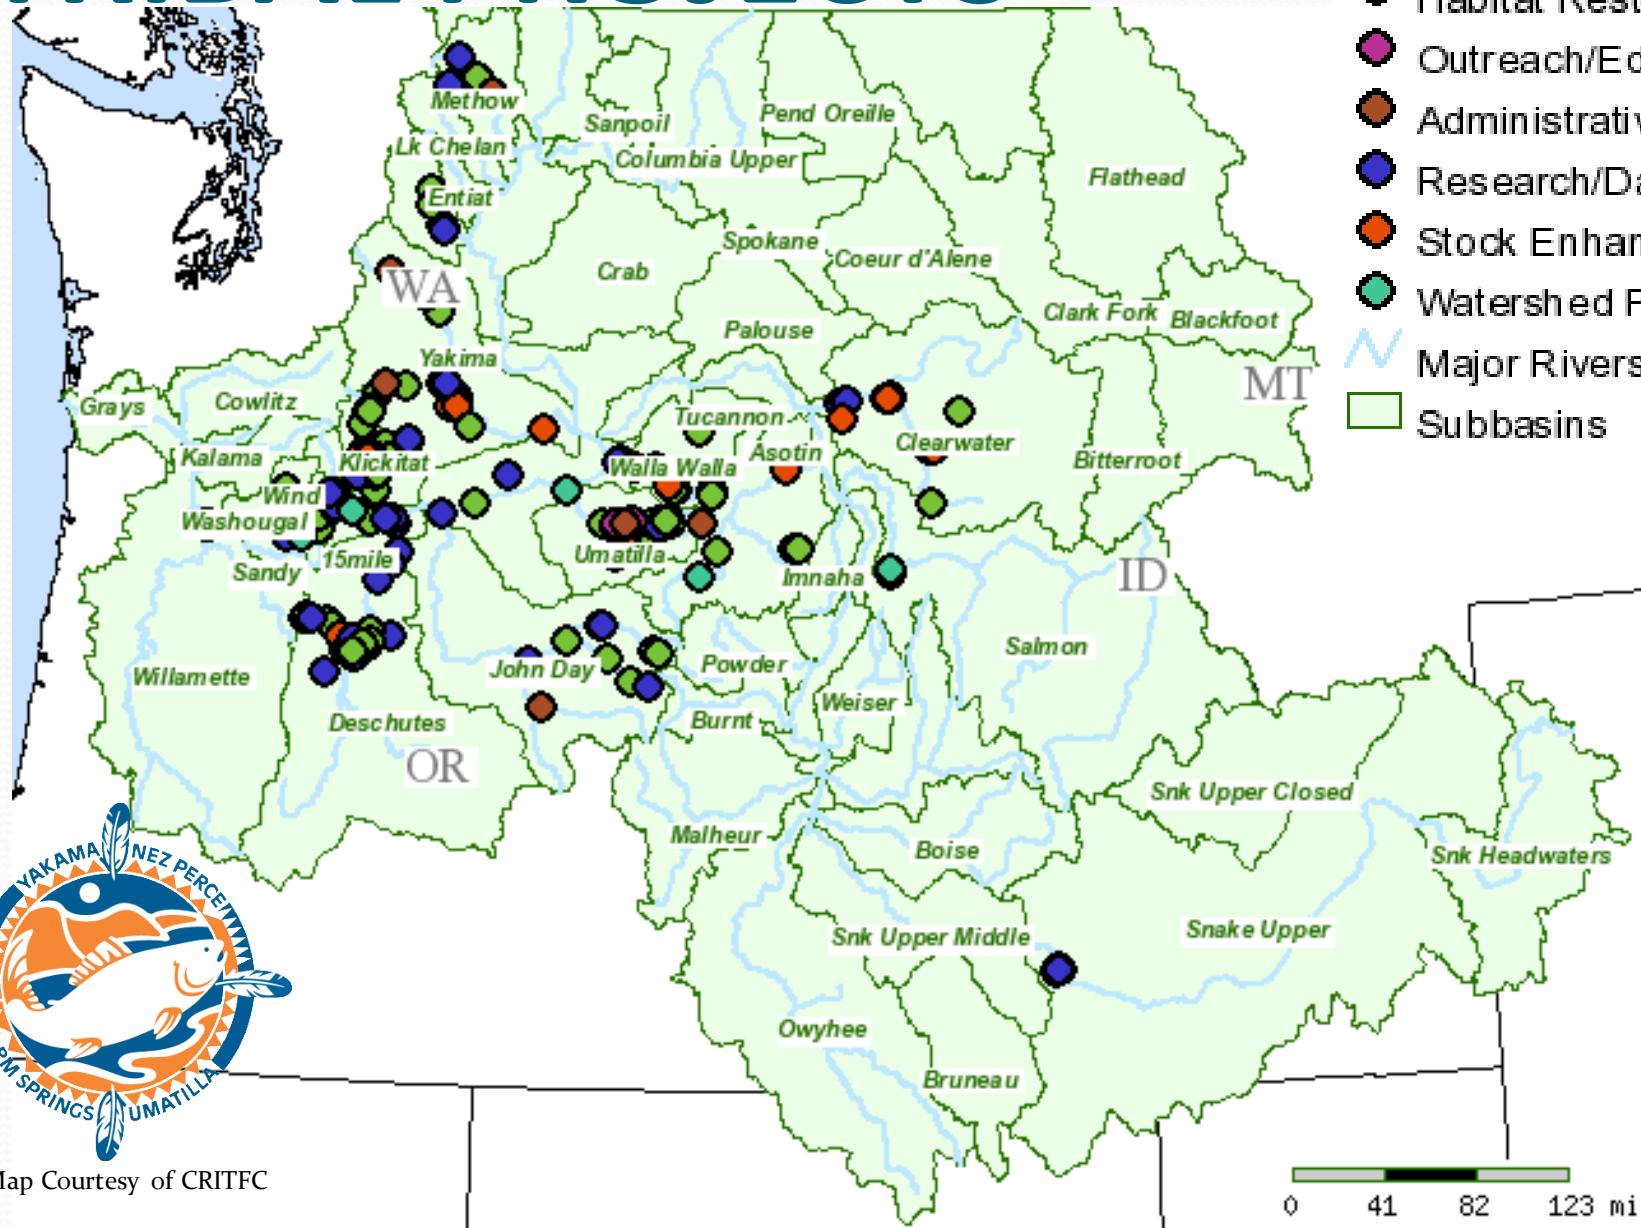 Outreach/Ed
Administrativ
Research/Da
Stock Enhan
Watershed P
Major Rivers
Subbasins
Methow
Sanpoil
Pend Oreille
Lk Chelan
Columbia Upper
Flathead
Entiat
Spokane
Coeur d'Alene
Crab
WA
Clark Fork
Blackfoot
Palouse
Yakima
MT
Grays
Cowlitz
Tucannon
Clearwater
Kalama
Klickitat
Walla Walla
Asotin
Bitterroot
Wind
Washougal
15mile
Umatilla
Sandy
Imnaha
ID
Willamette
John Day
Powder
Salmon
Deschutes
Burnt
Weiser
OR
Snk Upper Closed
Malheur
Boise
Snk Headwaters
Snk Upper Middle
Snake Upper
Owyhee
Bruneau
YAKAMA
NEZ PERCE
RM SPRINGS
UMATILLA
Map Courtesy of CRITFC
0 41 82 123 mi